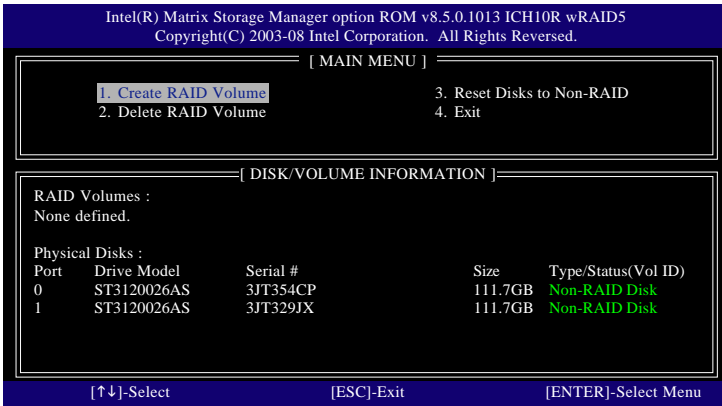 Intel(R) Matrix Storage Manager option ROM v8.5.0.1013 ICH10R wRAID5
Copyright(C) 2003-08 Intel Corporation. All Rights Reversed.
[ MAIN MENU ]
1. Create RAID Volume 3. Reset Disks to Non-RAID
2. Delete RAID Volume 4. Exit
[ DISK/VOLUME INFORMATION ]
RAID Volumes :
None defined.
Physical Disks :
Port Drive Model Serial # Size Type/Status(Vol ID)
0 ST3120026AS 3JT354CP 111.7GB Non-RAID Disk
1 ST3120026AS 3JT329JX 111.7GB Non-RAID Disk
[↑↓]-Select [ESC]-Exit [ENTER]-Select Menu